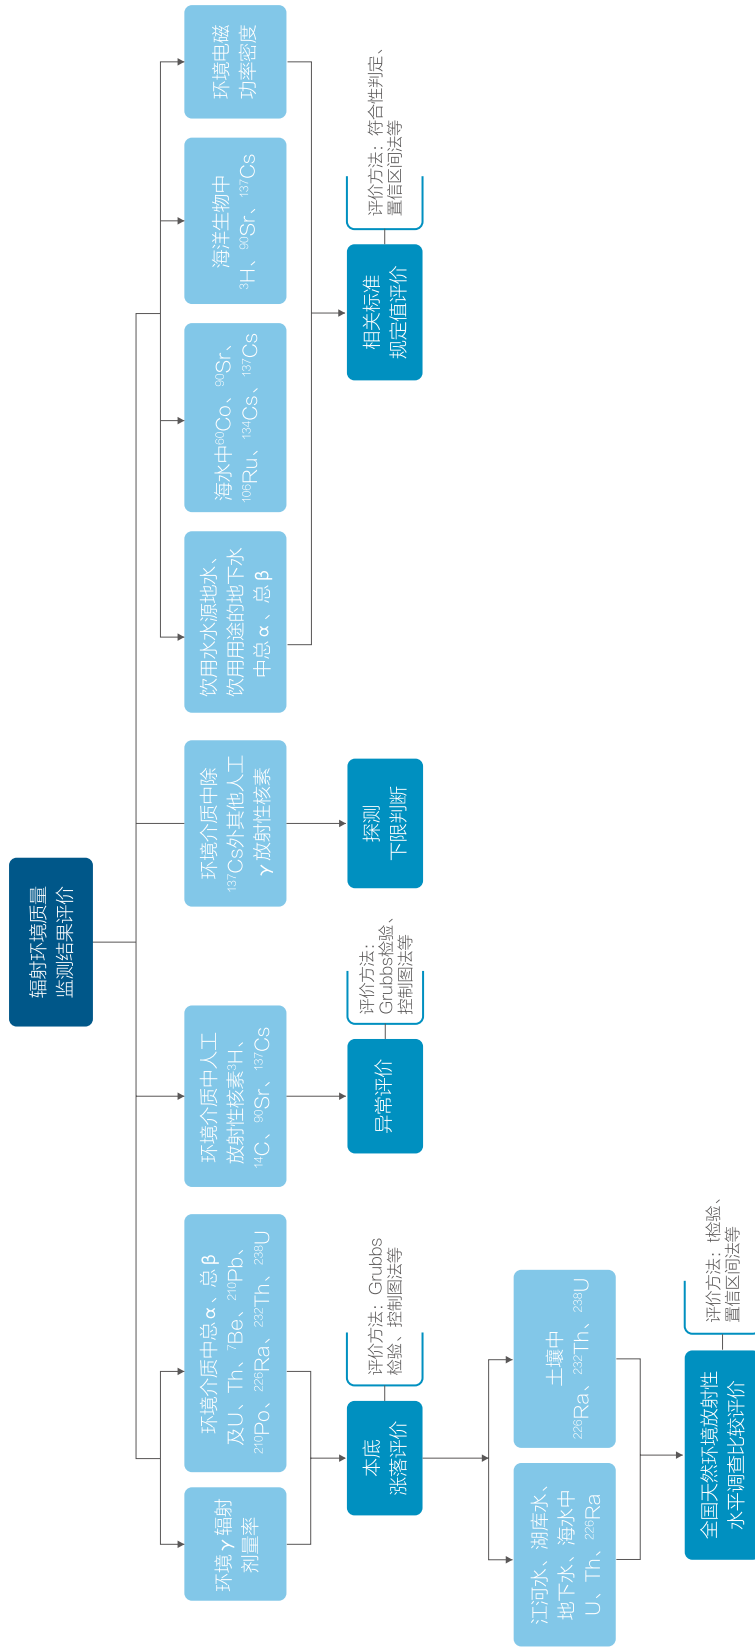 辐射环境质量
监测结果评价
环境γ辐射
剂量率
环境介质中总α、总β
及U、Th、⁷Be、²¹⁰Pb、
²¹⁰Po、²²⁶Ra、²³²Th、²³⁸U
环境介质中人工
放射性核素³H、
¹⁴C、⁹⁰Sr、¹³⁷Cs
环境介质中除
¹³⁷Cs外其他人工
γ放射性核素
饮用水水源地水、
饮用用途的地下水
中总α、总β
海水中⁶⁰Co、⁹⁰Sr、
¹⁰⁶Ru、¹³⁴Cs、¹³⁷Cs
海洋生物中
³H、⁹⁰Sr、¹³⁷Cs
环境电磁
功率密度
本底
涨落评价
评价方法：Grubbs
检验、控制图法等
异常评价
评价方法：
Grubbs检验、
控制图法等
探测
下限判断
相关标准
规定值评价
评价方法：符合性判定、
置信区间法等
江河水、湖库水、
地下水、海水中
U、Th、²²⁶Ra
土壤中
²²⁶Ra、²³²Th、²³⁸U
全国天然环境放射性
水平调查比较评价
评价方法：t检验、
置信区间法等